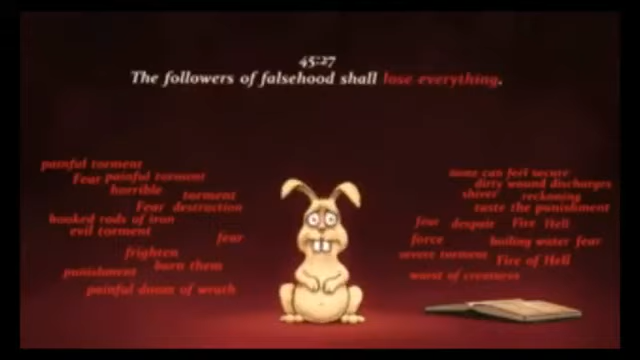 45:27
The followers of falsehood shall lose everything.
painful torment
Fear painful torment
horrible torment
Fear destruction
hooked rods of iron
evil torment
fear
frighten
burn them
punishment
painful doom of wrath
none can feel secure
dirty wound discharges
shiver reckoning
taste the punishment
fear despair Fire Hell
force boiling water fear
severe torment Fire of Hell
worst of creatures